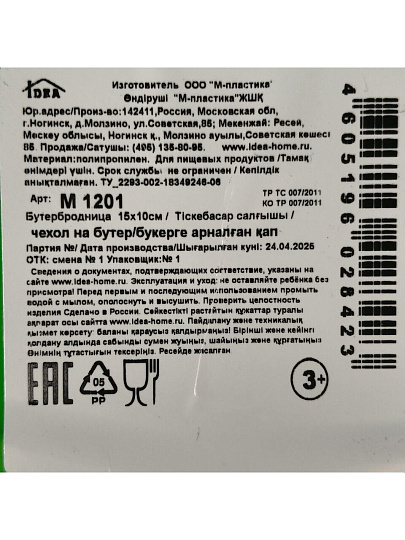 IDEA
Изготовитель ООО "М-пластика"
Өндіруші "М-пластика"ЖШҚ
Юр.адрес/Произ-во:142411,Россия, Московская обл,
г.Ногинск, д.Молзино, ул.Советская,85; Мекенжай: Ресей,
Мәскеу облысы, Ногинск қ., Молзино ауылы,Советская көшесі
85. Продажа/Сатушы: (495) 135-80-95. www.idea-home.ru.
Материал:полипропилен. Для пищевых продуктов /Тамақ
өнімдері үшін. Срок службы не ограничен / Кепілдік
анықталмаған. ТУ_2293-002-18349246-06
Арт: М 1201
ТР ТС 007/2011
КО ТР 007/2011
Бутербродница 15х10см / Тіскебасар салғышы /
чехол на бутер/букерге арналған қап
Партия №/ Дата производства/Шығарылған күні: 24.04.2025
ОТК: смена № 1 Упаковщик:№ 1
Сведения о документах, подтверждающих соответствие, указаны на
сайте www.idea-home.ru. Эксплуатация и уход: не оставляйте ребёнка без
присмотра! Перед первым и последующим использованием промыть
водой с мылом, ополоснуть и высушить. Проверить целостность
изделия Сделано в России. Сәйкестікті растайтын құжаттар туралы
ақпарат осы сайтта www.idea-home.ru. Пайдалану және техникалық
қызмет көрсету: баланы қараусыз қалдырмаңыз! Бірінші және кейінгі
қолдану алдында сабынды сумен жуыңыз, шайыңыз және құрғатыңыз
Өнімнің тұтастығын тексеріңіз. Ресейде жасалған
EAC
05
PP
3+
4605196028423